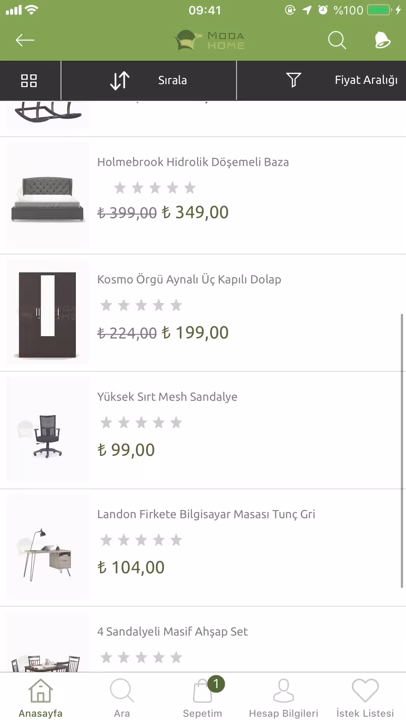 09:41
%100
MODA
HOME
Sırala
Fiyat Aralığı
Holmebrook Hidrolik Döşemeli Baza
₺ 399,00 ₺ 349,00
Kosmo Örgü Aynalı Üç Kapılı Dolap
₺ 224,00 ₺ 199,00
Yüksek Sırt Mesh Sandalye
₺ 99,00
Landon Firkete Bilgisayar Masası Tunç Gri
₺ 104,00
4 Sandalyeli Masif Ahşap Set
1
Anasayfa
Ara
Sepetim
Hesap Bilgileri
İstek Listesi